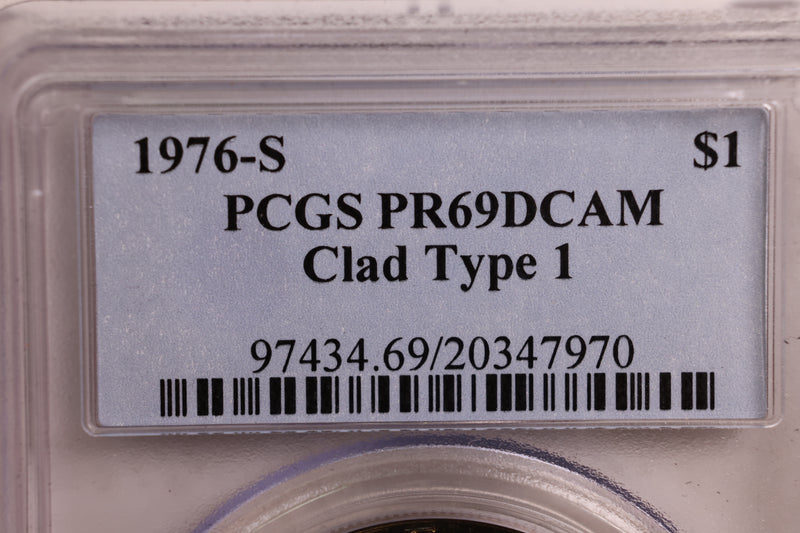 1976-S $1
PCGS PR69DCAM
Clad Type 1
97434.69/20347970